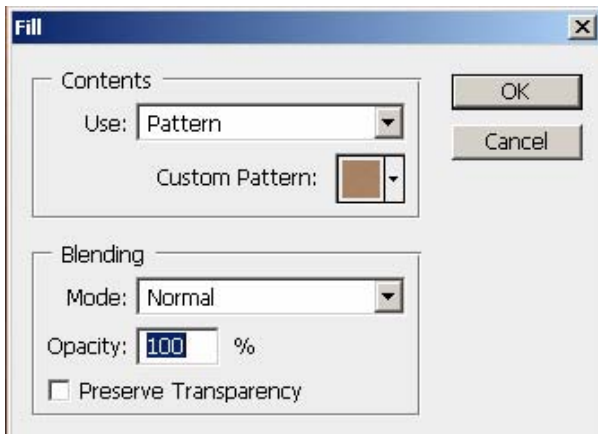 Fill
Contents
Use: Pattern
Custom Pattern:
OK
Cancel
Blending
Mode: Normal
Opacity: 100 %
Preserve Transparency